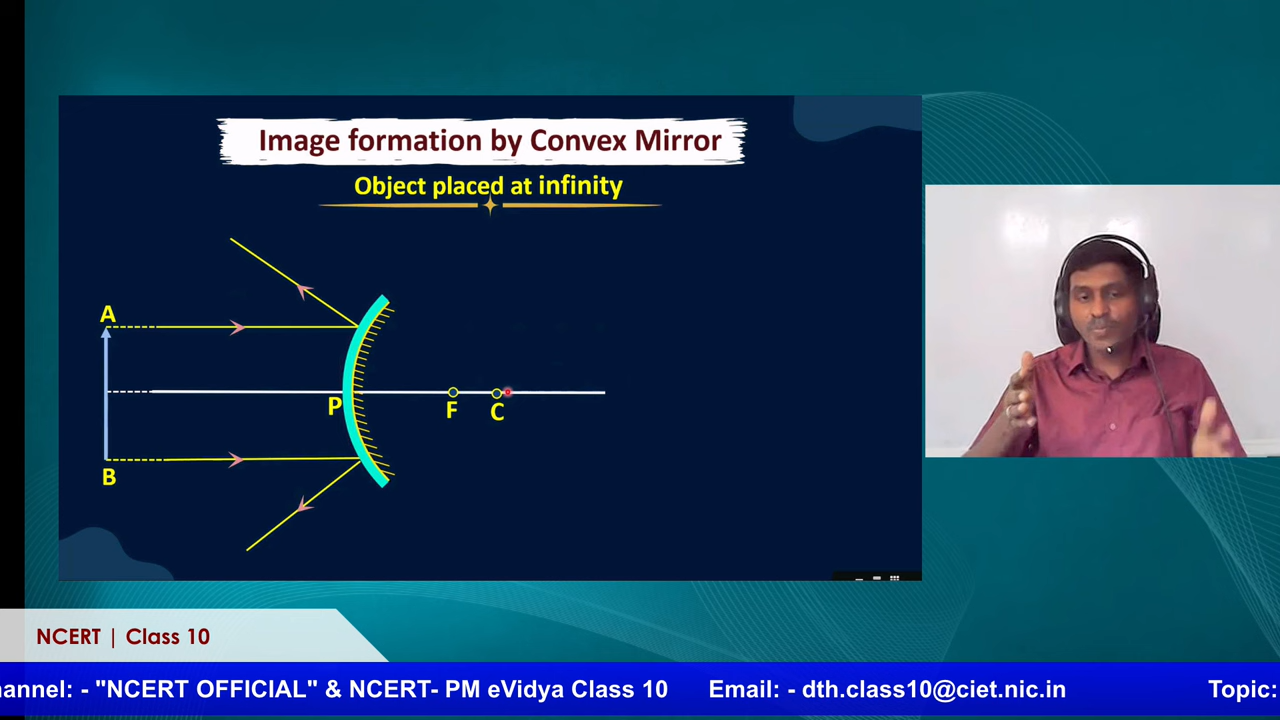 Image formation by Convex Mirror
Object placed at infinity
A
P
F
C
B
NCERT | Class 10
annel: - "NCERT OFFICIAL" & NCERT- PM eVidya Class 10 Email: - dth.class10@ciet.nic.in Topic: